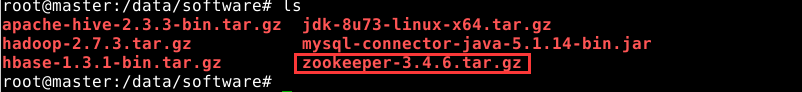 root@master:/data/software# ls
apache-hive-2.3.3-bin.tar.gz  jdk-8u73-linux-x64.tar.gz
hadoop-2.7.3.tar.gz           mysql-connector-java-5.1.14-bin.jar
hbase-1.3.1-bin.tar.gz        zookeeper-3.4.6.tar.gz
root@master:/data/software#